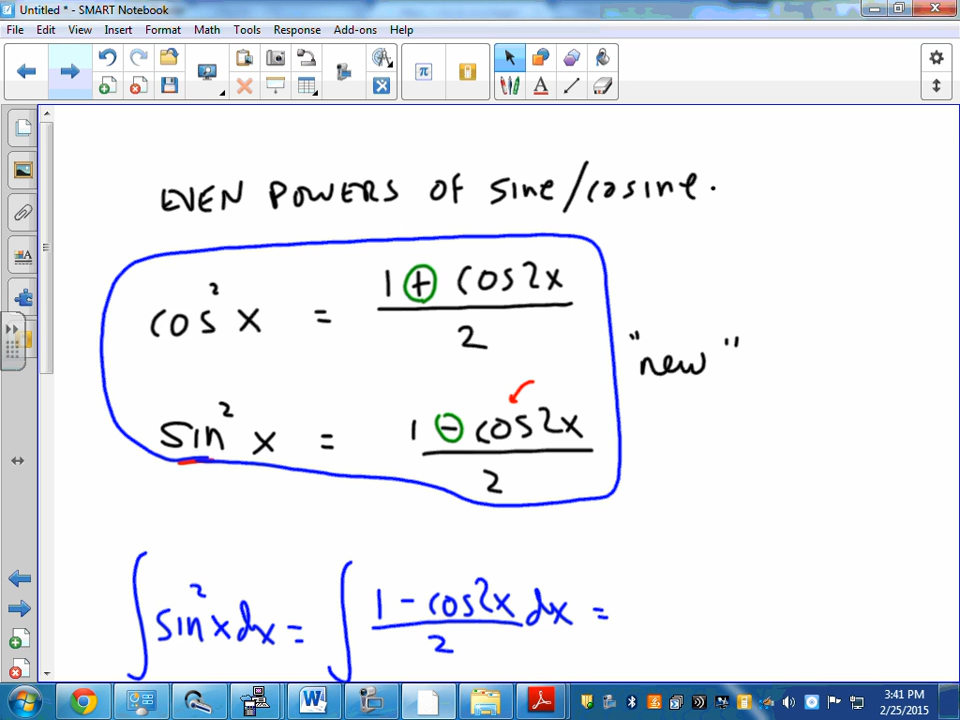 Untitled * - SMART Notebook
File Edit View Insert Format Math Tools Response Add-ons Help
EVEN POWERS OF sine/cosine.
cos²x = (1 + cos2x)/2
"new"
sin²x = (1 - cos2x)/2
∫sin²xdx = ∫(1 - cos2x)/2 dx =
3:41 PM
2/25/2015